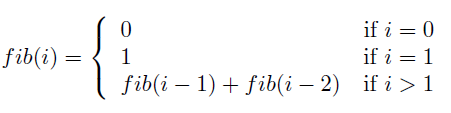 0 if i = 0
fib(i) = { 1 if i = 1
fib(i − 1) + fib(i − 2) if i > 1